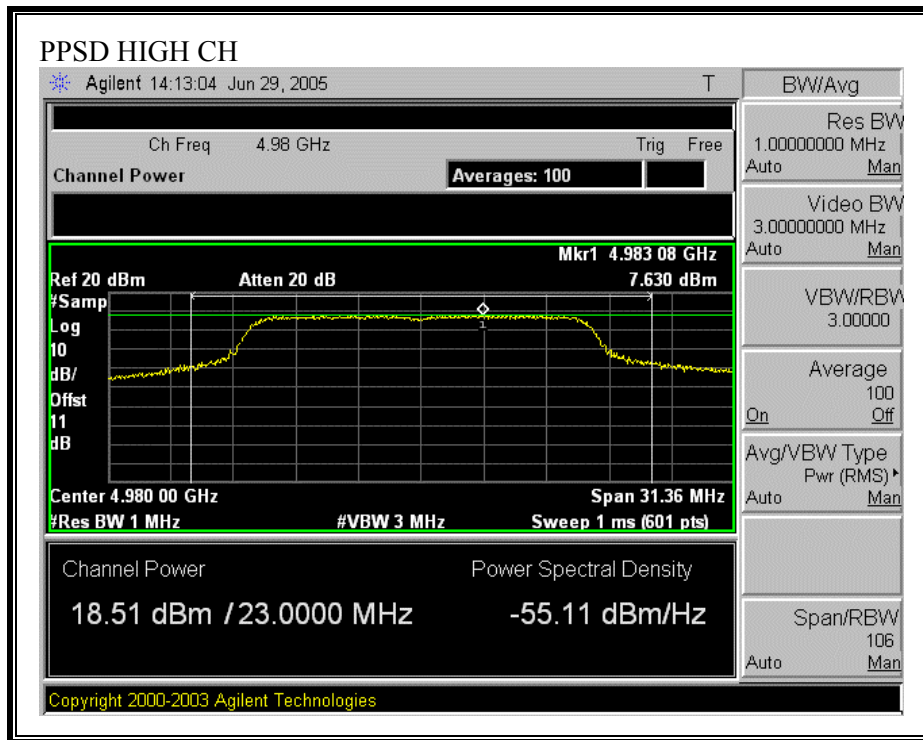 PPSD HIGH CH
Agilent 14:13:04 Jun 29, 2005 T
Ch Freq 4.98 GHz Trig Free
Channel Power Averages: 100
Mkr1 4.983 08 GHz
Ref 20 dBm Atten 20 dB 7.630 dBm
#Samp
Log
10
dB/
Offst
11
dB
1
Center 4.980 00 GHz Span 31.36 MHz
#Res BW 1 MHz #VBW 3 MHz Sweep 1 ms (601 pts)
Channel Power Power Spectral Density
18.51 dBm / 23.0000 MHz -55.11 dBm/Hz
Copyright 2000-2003 Agilent Technologies
BW/Avg
Res BW
1.00000000 MHz
Auto Man
Video BW
3.00000000 MHz
Auto Man
VBW/RBW
3.00000
Average
100
On Off
Avg/VBW Type
Pwr (RMS)
Auto Man
Span/RBW
106
Auto Man